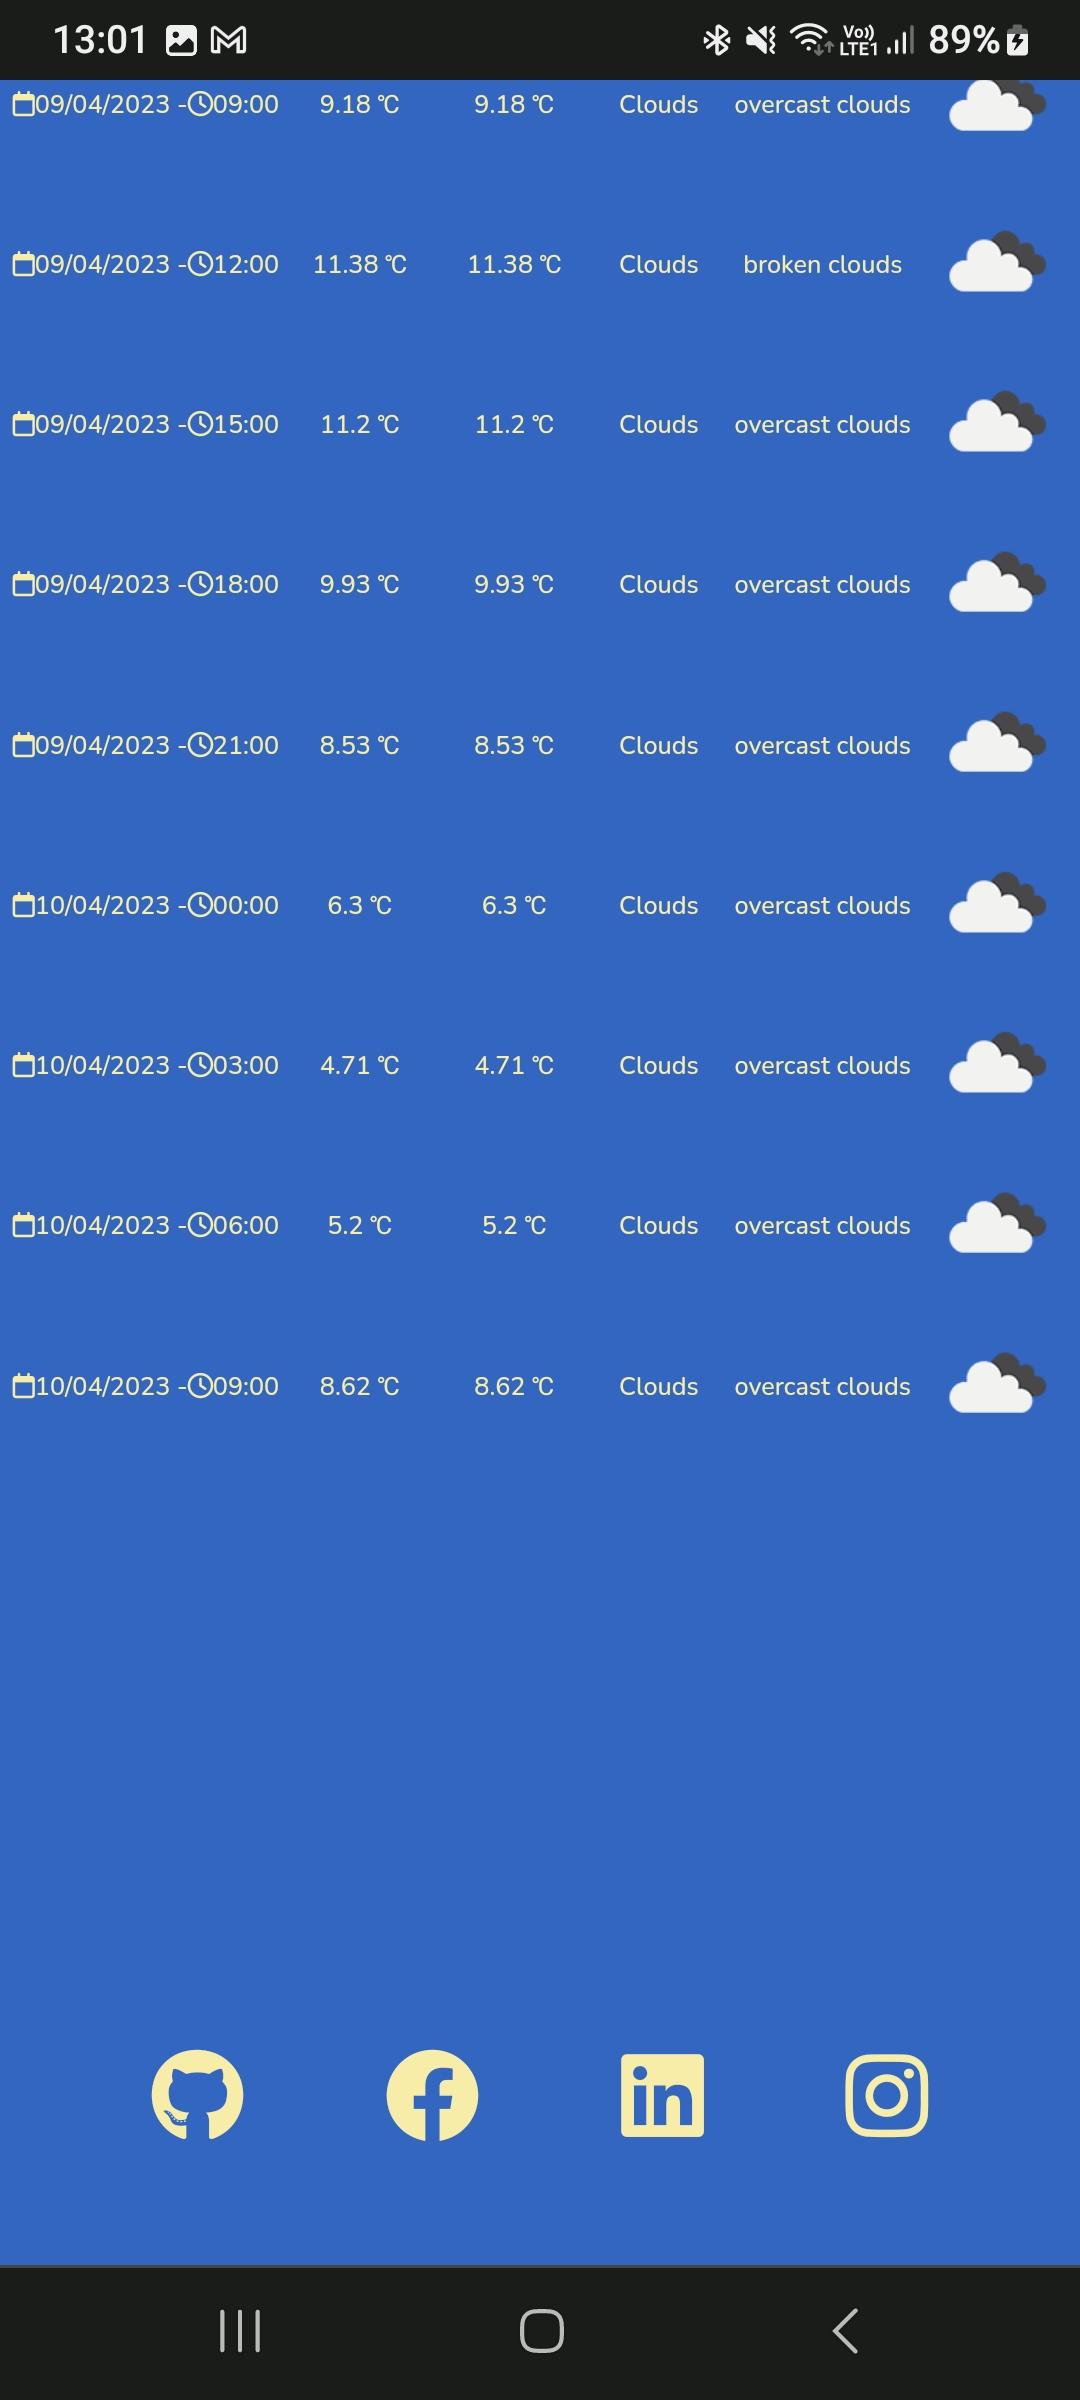 13:01 Vo)) LTE1 89%
09/04/2023 - 09:00 9.18 ℃ 9.18 ℃ Clouds overcast clouds
09/04/2023 - 12:00 11.38 ℃ 11.38 ℃ Clouds broken clouds
09/04/2023 - 15:00 11.2 ℃ 11.2 ℃ Clouds overcast clouds
09/04/2023 - 18:00 9.93 ℃ 9.93 ℃ Clouds overcast clouds
09/04/2023 - 21:00 8.53 ℃ 8.53 ℃ Clouds overcast clouds
10/04/2023 - 00:00 6.3 ℃ 6.3 ℃ Clouds overcast clouds
10/04/2023 - 03:00 4.71 ℃ 4.71 ℃ Clouds overcast clouds
10/04/2023 - 06:00 5.2 ℃ 5.2 ℃ Clouds overcast clouds
10/04/2023 - 09:00 8.62 ℃ 8.62 ℃ Clouds overcast clouds